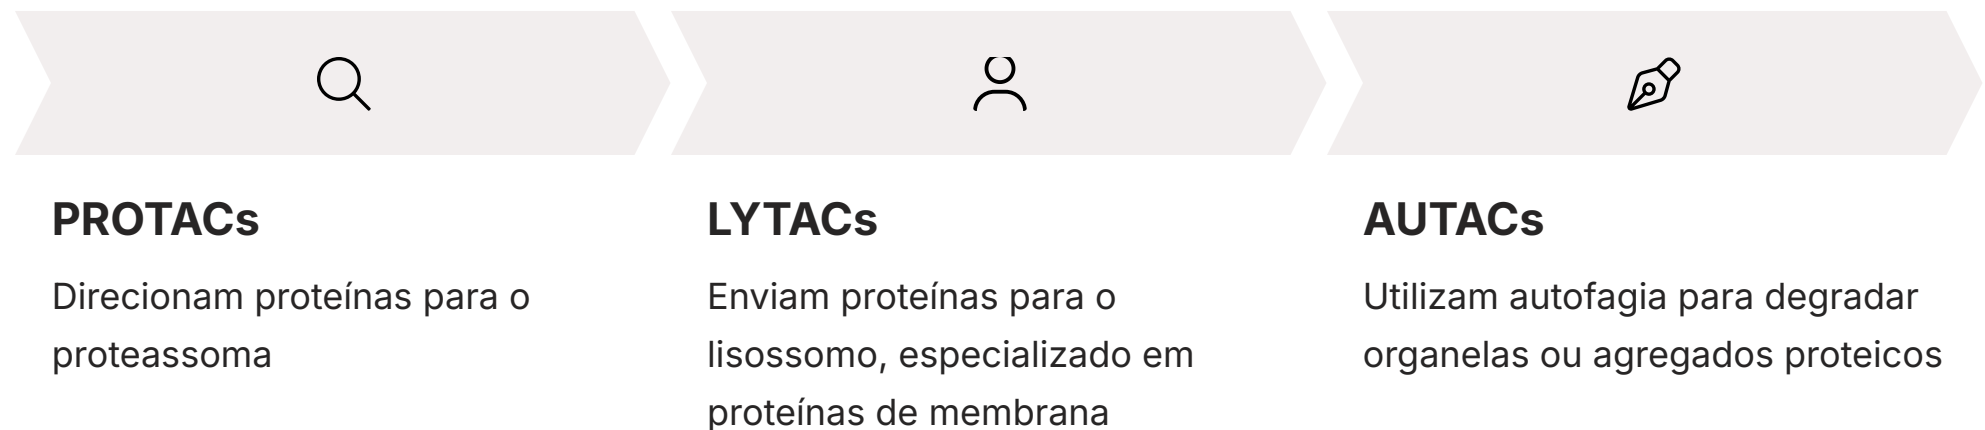 PROTACs
Direcionam proteínas para o
proteassoma
LYTACs
Enviam proteínas para o
lisossomo, especializado em
proteínas de membrana
AUTACs
Utilizam autofagia para degradar
organelas ou agregados proteicos